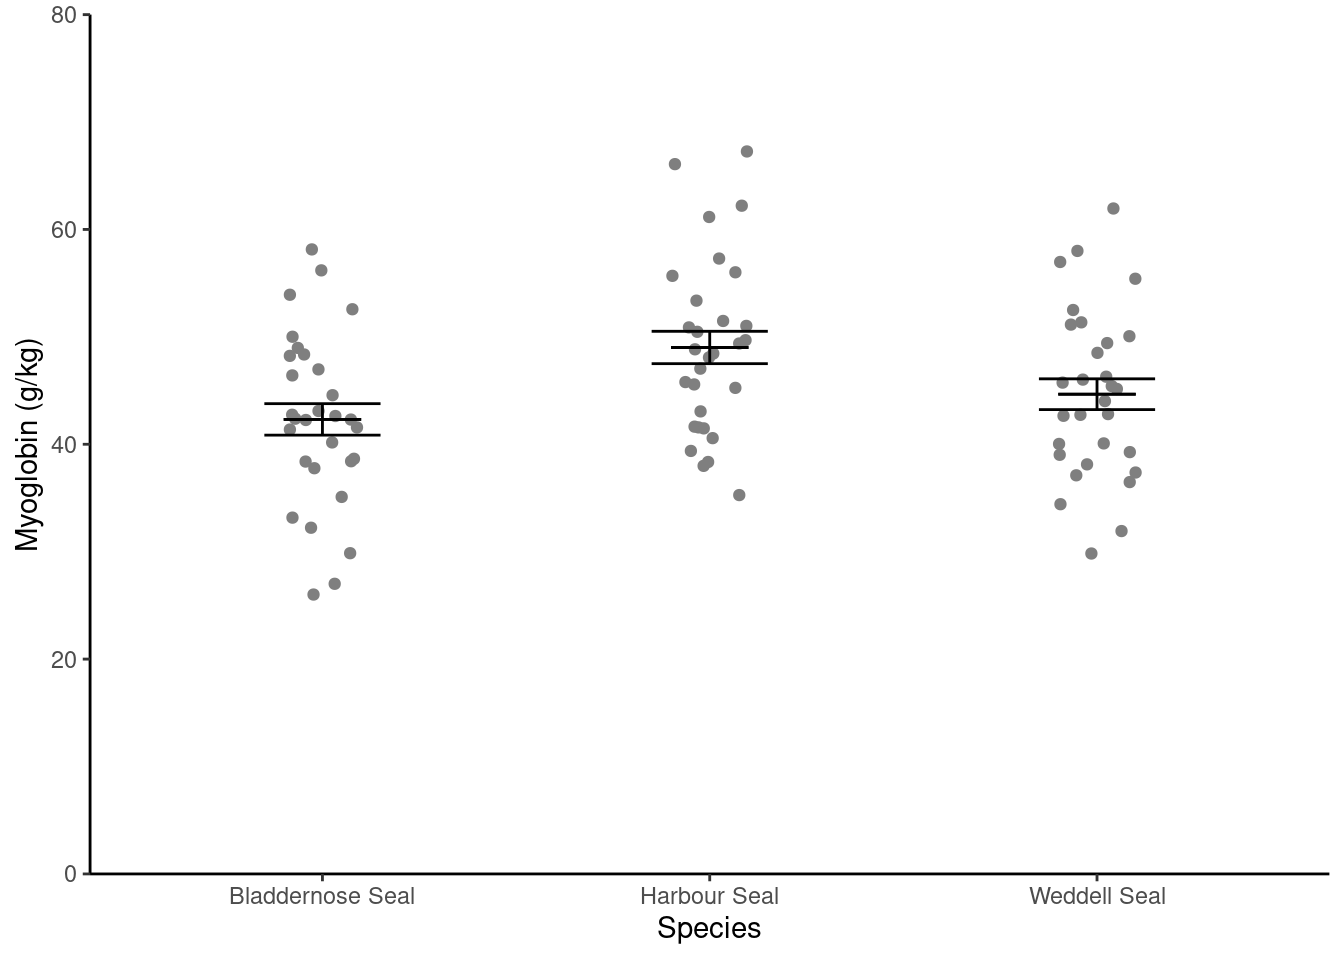 80
60
40
20
0
Myoglobin (g/kg)
Bladdernose Seal
Harbour Seal
Weddell Seal
Species